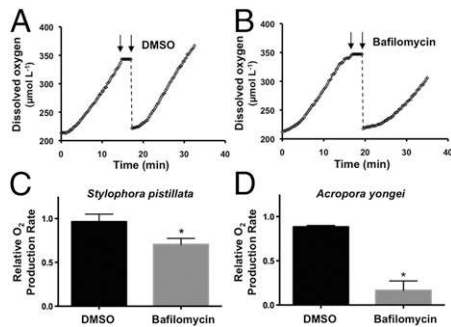 A
DMSO
Dissolved oxygen
(µmol L⁻¹)
400
350
300
250
200
0
10
20
30
40
Time (min)
B
Bafilomycin
Dissolved oxygen
(µmol L⁻¹)
400
350
300
250
200
0
10
20
30
40
Time (min)
C
Stylophora pistillata
Relative O₂
Production Rate
1.0
0.5
0.0
*
DMSO
Bafilomycin
D
Acropora yongei
Relative O₂
Production Rate
1.0
0.5
0.0
*
DMSO
Bafilomycin